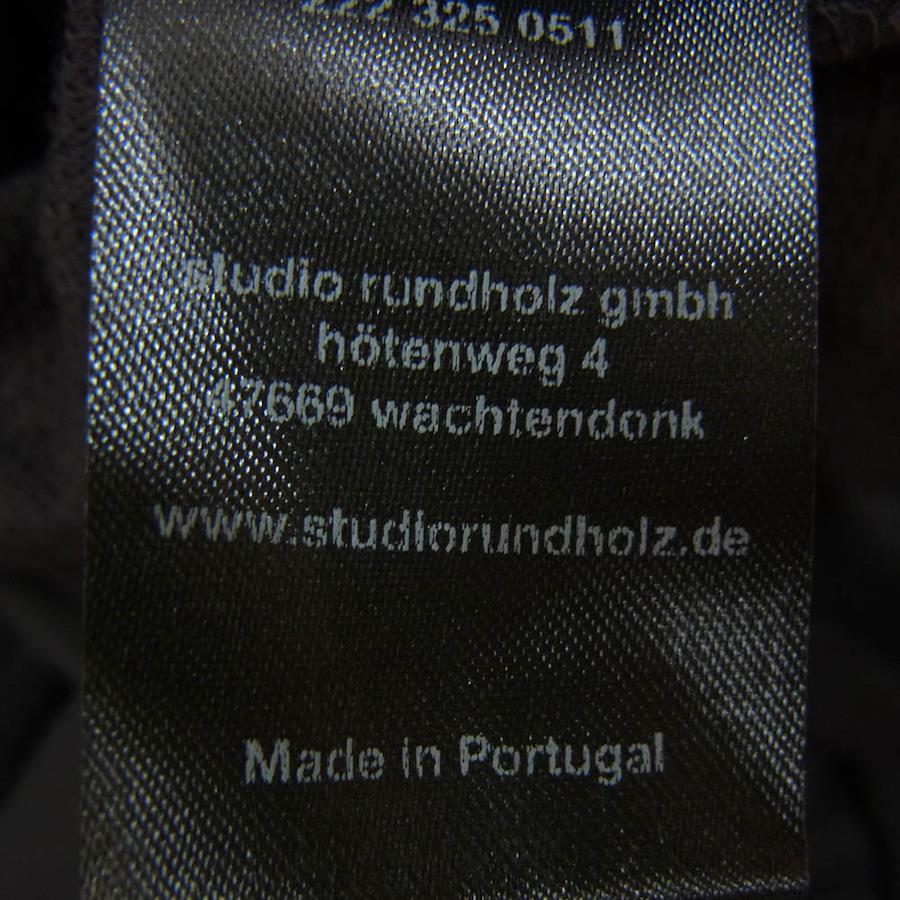 222 325 0511
studio rundholz gmbh
hötenweg 4
47669 wachtendonk
www.studiorundholz.de
Made in Portugal